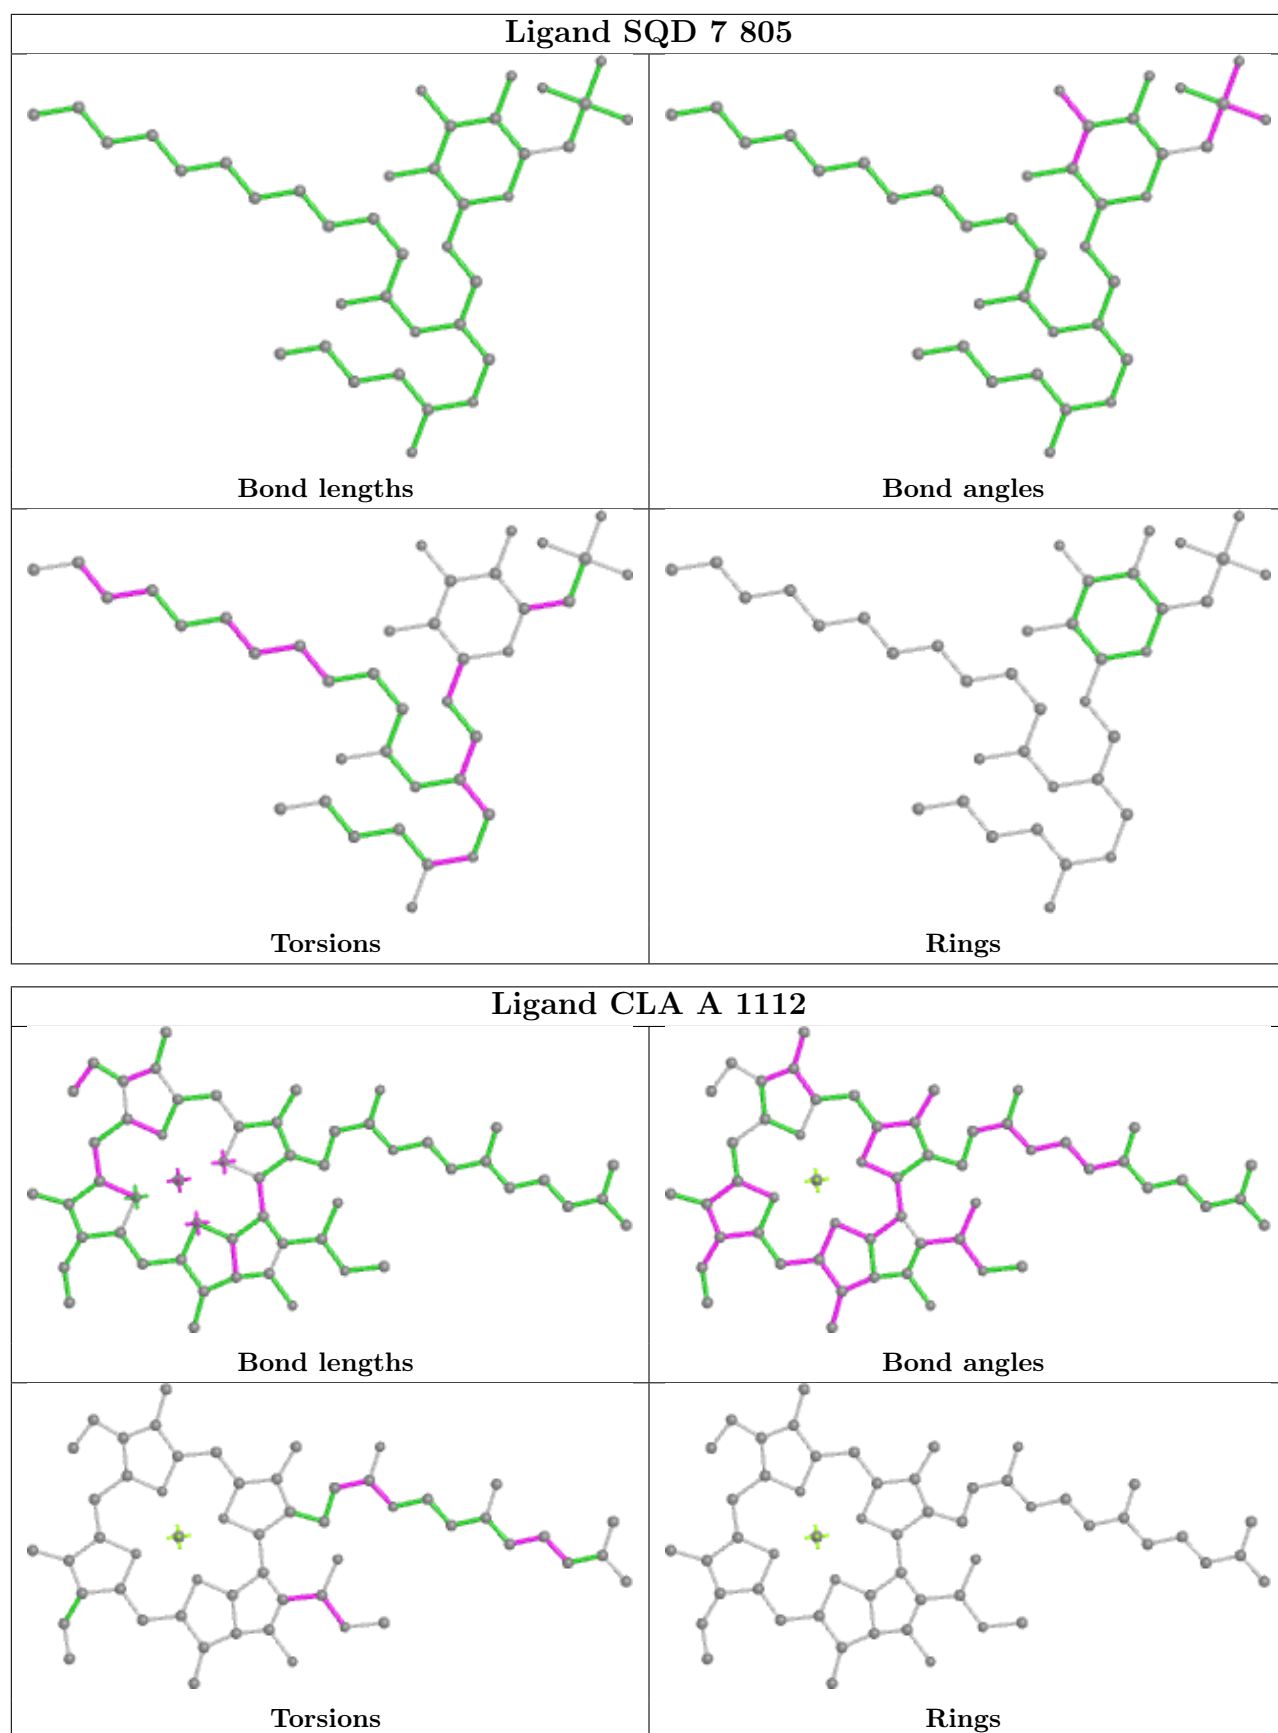 Ligand SQD 7 805
Bond lengths
Bond angles
Torsions
Rings
Ligand CLA A 1112
Bond lengths
Bond angles
Torsions
Rings